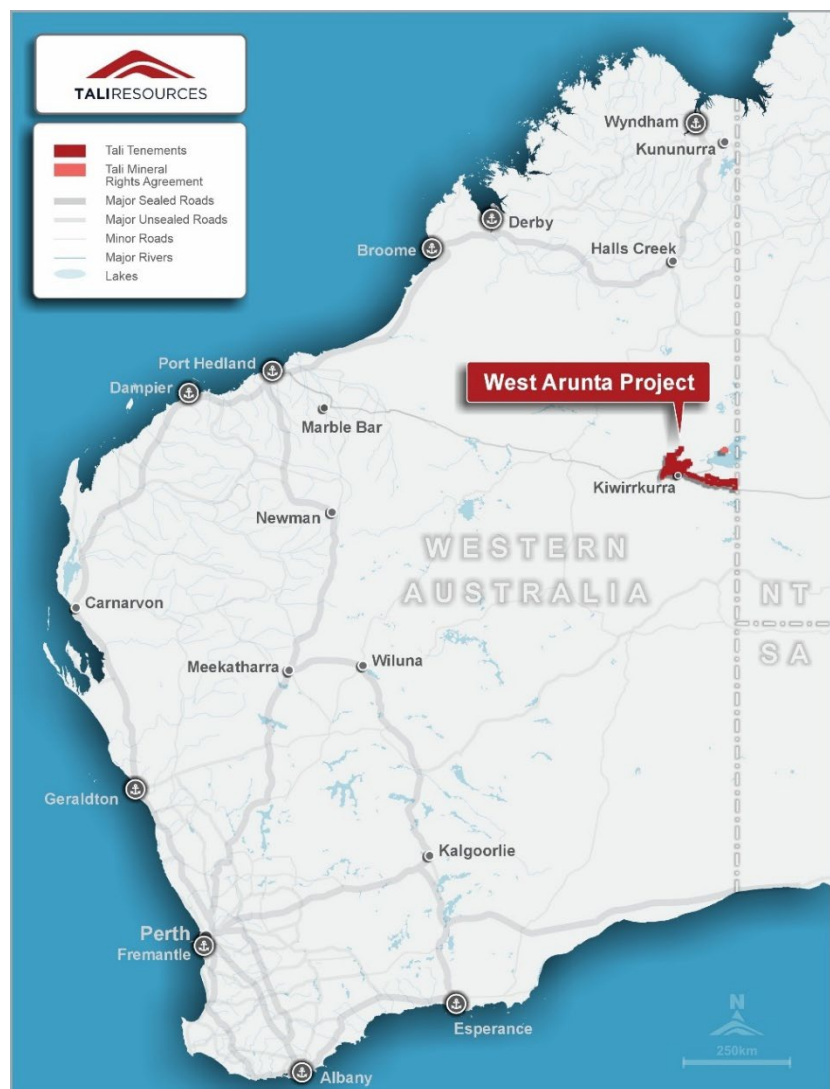 TALIRESOURCES
Tali Tenements
Tali Mineral
Rights Agreement
Major Sealed Roads
Major Unsealed Roads
Minor Roads
Major Rivers
Lakes
Wyndham
Kununurra
Derby
Broome
Halls Creek
Port Hedland
Dampier
West Arunta Project
Marble Bar
Kiwirrkurra
Newman
WESTERN
AUSTRALIA
NT
Carnarvon
SA
Meekatharra
Wiluna
Geraldton
Kalgoorlie
Perth
Fremantle
Esperance
N
250km
Albany